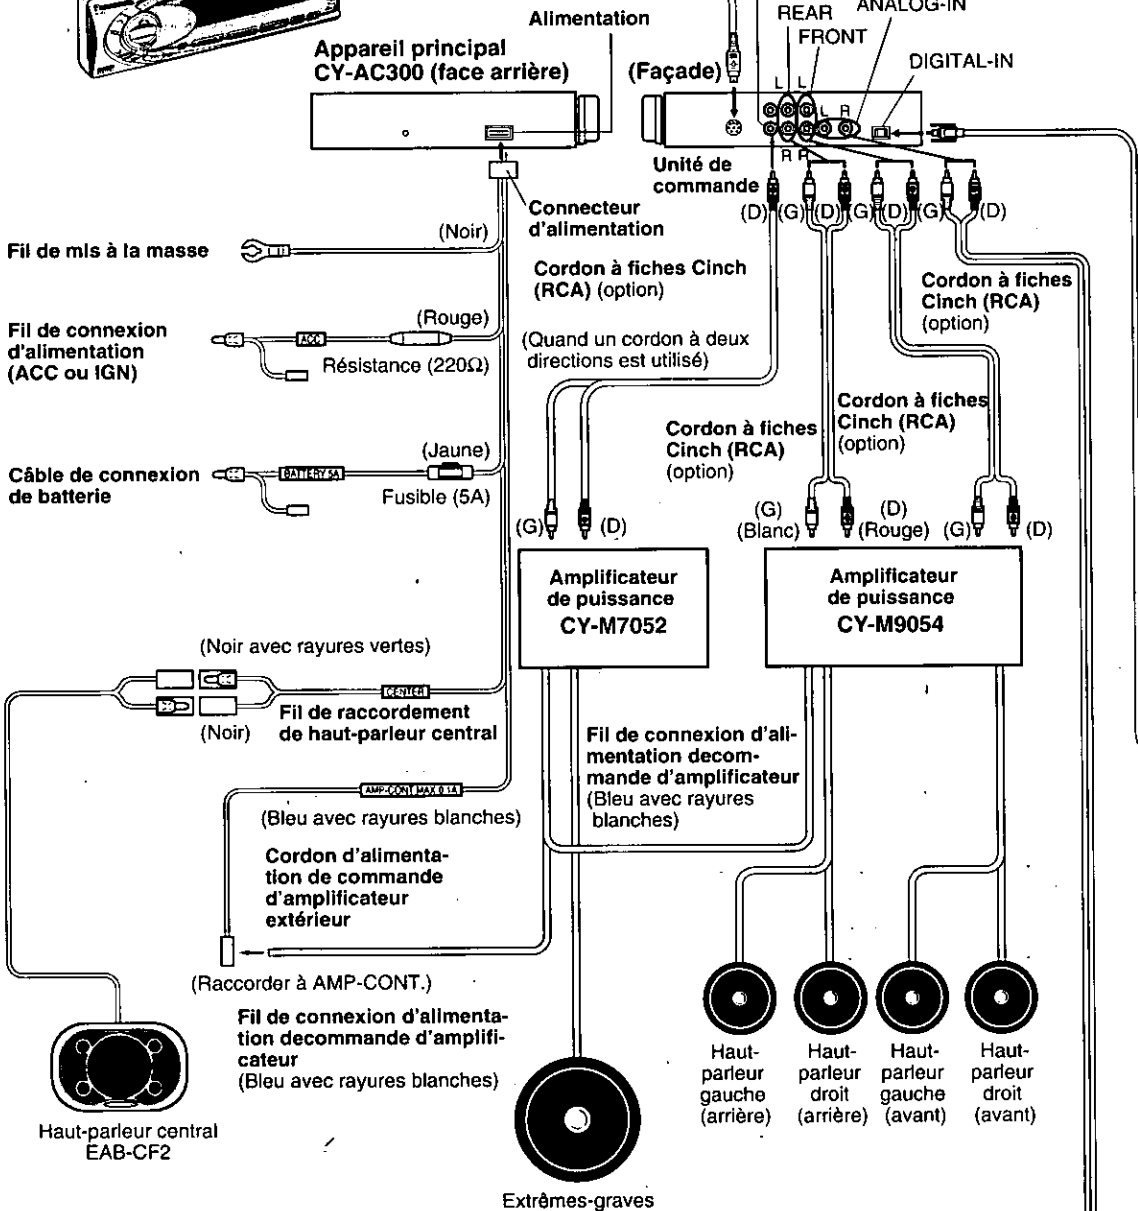 Alimentation
REAR
ANALOG-IN
FRONT
DIGITAL-IN
Appareil principal
CY-AC300 (face arrière)
(Façade)
L L
L R
R R
Unité de
commande
Connecteur
d'alimentation
(D) (G) (D) (G) (D) (G) (D)
Fil de mis à la masse
(Noir)
Cordon à fiches Cinch
(RCA) (option)
Cordon à fiches
Cinch (RCA)
(option)
Fil de connexion
d'alimentation
(ACC ou IGN)
ACC
(Rouge)
Résistance (220Ω)
(Quand un cordon à deux
directions est utilisé)
Cordon à fiches
Cinch (RCA)
(option)
Cordon à fiches
Cinch (RCA)
(option)
Câble de connexion
de batterie
BATTERY 5A
(Jaune)
Fusible (5A)
(G) (D)
(G)
(Blanc)
(D)
(Rouge)
(G) (D)
Amplificateur
de puissance
CY-M7052
Amplificateur
de puissance
CY-M9054
(Noir avec rayures vertes)
CENTER
(Noir)
Fil de raccordement
de haut-parleur central
Fil de connexion d'ali-
mentation decom-
mande d'amplificateur
(Bleu avec rayures
blanches)
AMP-CONT MAX 0.1A
(Bleu avec rayures blanches)
Cordon d'alimenta-
tion de commande
d'amplificateur
extérieur
(Raccorder à AMP-CONT.)
Fil de connexion d'alimenta-
tion decommande d'amplifi-
cateur
(Bleu avec rayures blanches)
Haut-parleur central
EAB-CF2
Extrêmes-graves
Haut-
parleur
gauche
(arrière)
Haut-
parleur
droit
(arrière)
Haut-
parleur
gauche
(avant)
Haut-
parleur
droit
(avant)